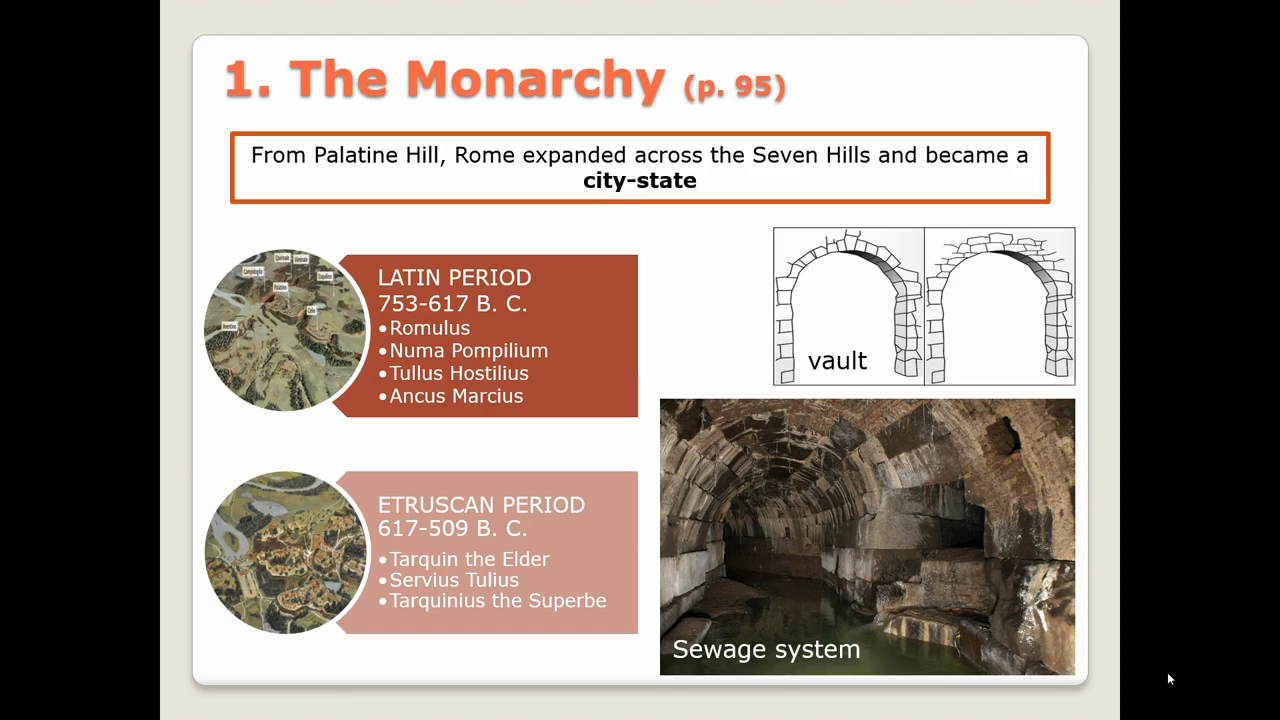 1. The Monarchy (p. 95)
From Palatine Hill, Rome expanded across the Seven Hills and became a
city-state
LATIN PERIOD
753-617 B. C.
•Romulus
•Numa Pompilium
•Tullus Hostilius
•Ancus Marcius
vault
ETRUSCAN PERIOD
617-509 B. C.
•Tarquin the Elder
•Servius Tulius
•Tarquinius the Superbe
Sewage system